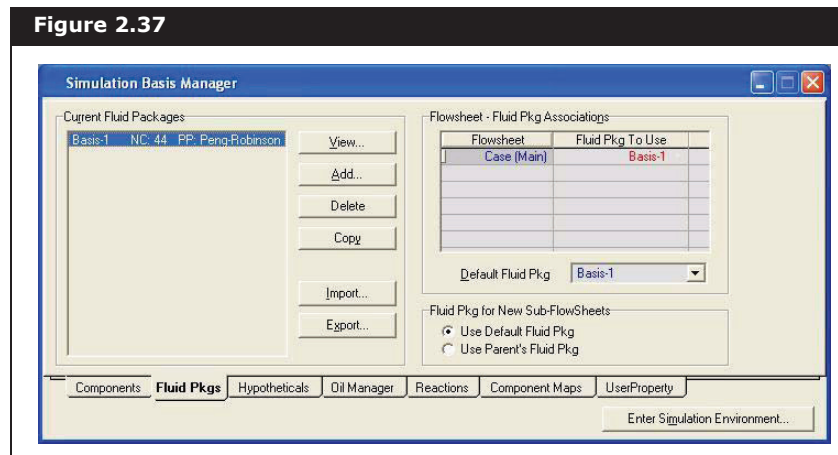 Figure 2.37
Simulation Basis Manager
Current Fluid Packages
Basis-1 NC: 44 PP: Peng-Robinson
View...
Add...
Delete
Copy
Import...
Export...
Flowsheet - Fluid Pkg Associations
Flowsheet Fluid Pkg To Use
Case (Main) Basis-1
Default Fluid Pkg Basis-1
Fluid Pkg for New Sub-FlowSheets
Use Default Fluid Pkg
Use Parent's Fluid Pkg
Components Fluid Pkgs Hypotheticals Oil Manager Reactions Component Maps UserProperty
Enter Simulation Environment...